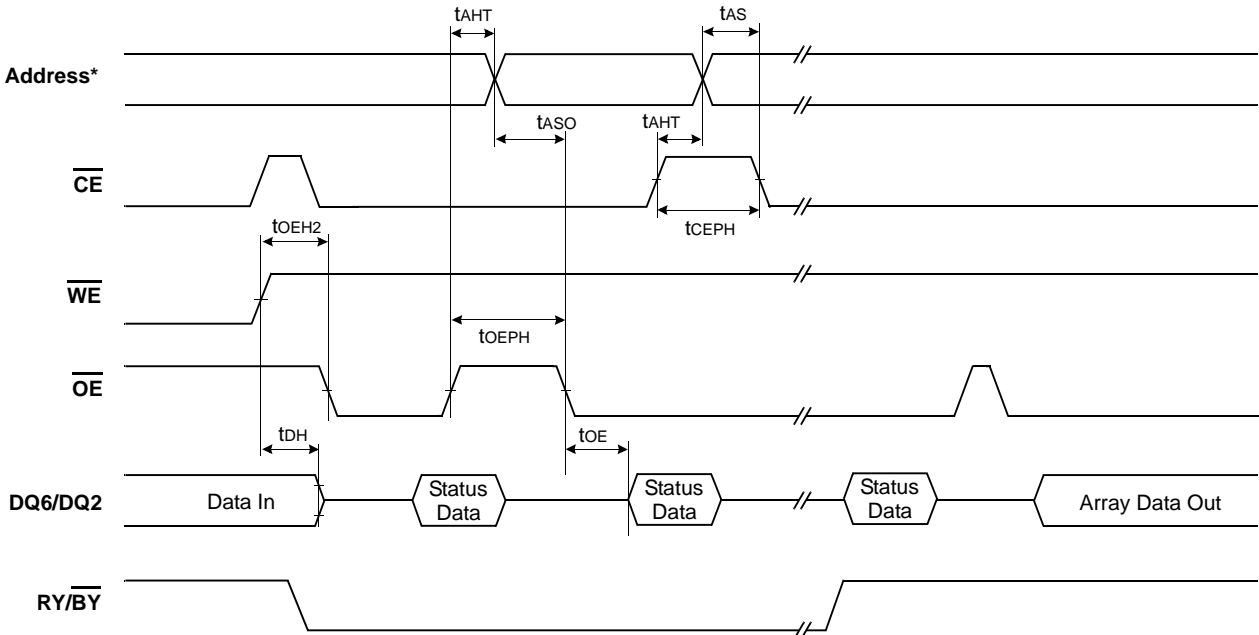 tAHT
tAS
Address*
tASO
tAHT
CE
tOEH2
tCEPH
WE
tOEPH
OE
tDH
tOE
DQ6/DQ2
Data In
Status
Data
Status
Data
Status
Data
Array Data Out
RY/BY